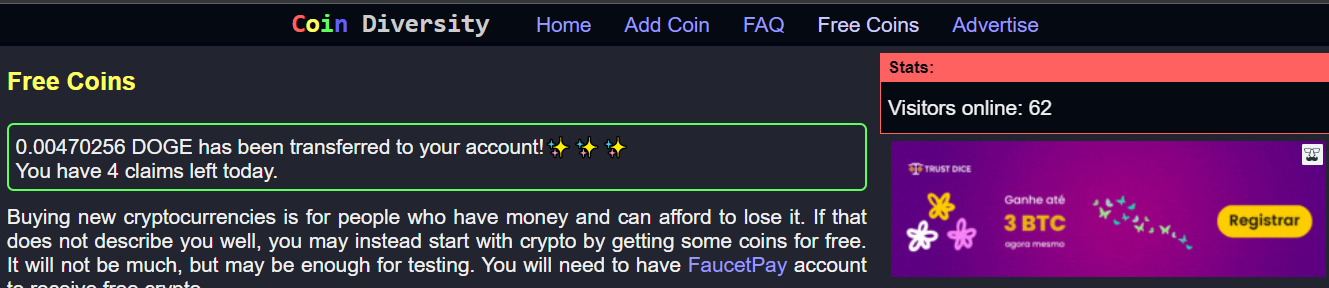 Coin Diversity Home Add Coin FAQ Free Coins Advertise
Free Coins
0.00470256 DOGE has been transferred to your account!✨✨✨
You have 4 claims left today.
Buying new cryptocurrencies is for people who have money and can afford to lose it. If that
does not describe you well, you may instead start with crypto by getting some coins for free.
It will not be much, but may be enough for testing. You will need to have FaucetPay account
to receive free crypto.
Stats:
Visitors online: 62
TRUST DICE
Ganhe até
3 BTC
agora mesmo
Registrar